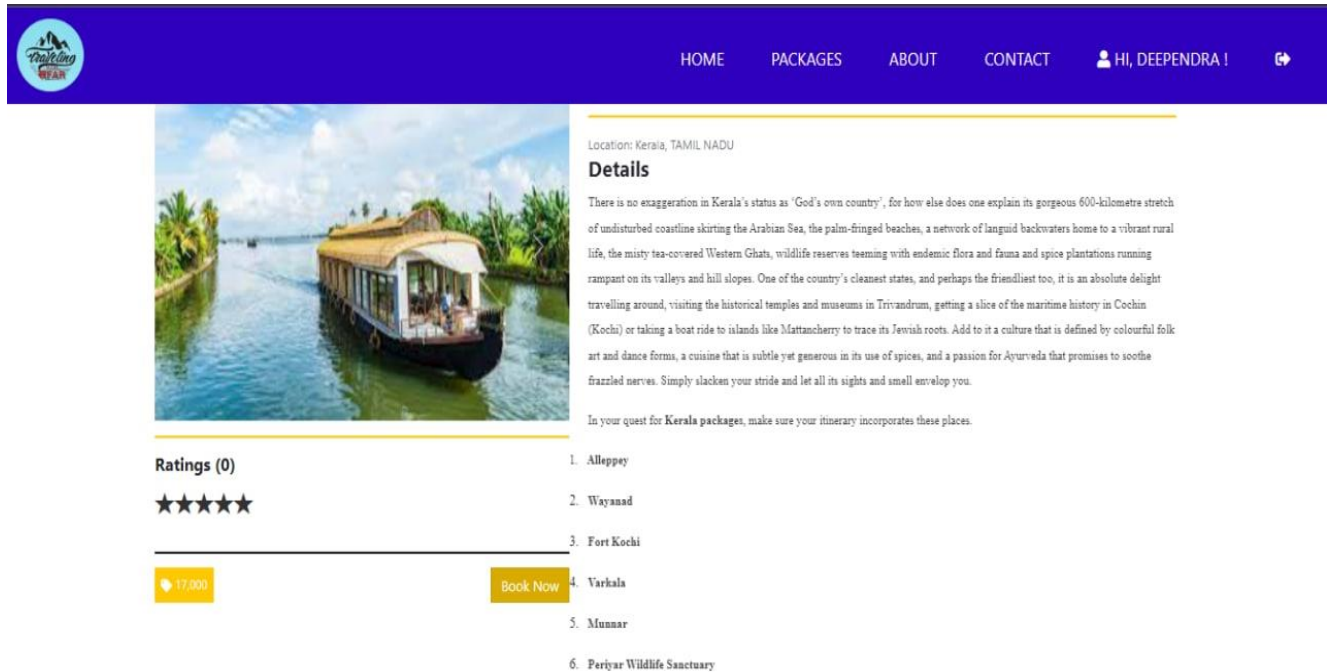 traveling
HOME PACKAGES ABOUT CONTACT HI, DEEPENDRA !
Location: Kerala, TAMIL NADU
Details
There is no exaggeration in Kerala's status as 'God's own country', for how else does one explain its gorgeous 600-kilometre stretch
of undisturbed coastline skirting the Arabian Sea, the palm-fringed beaches, a network of languid backwaters home to a vibrant rural
life, the misty tea-covered Western Ghats, wildlife reserves teeming with endemic flora and fauna and spice plantations running
rampant on its valleys and hill slopes. One of the country's cleanest states, and perhaps the friendliest too, it is an absolute delight
travelling around, visiting the historical temples and museums in Trivandrum, getting a slice of the maritime history in Cochin
(Kochi) or taking a boat ride to islands like Mattancherry to trace its Jewish roots. Add to it a culture that is defined by colourful folk
art and dance forms, a cuisine that is subtle yet generous in its use of spices, and a passion for Ayurveda that promises to soothe
frazzled nerves. Simply slacken your stride and let all its sights and smell envelop you.
In your quest for Kerala packages, make sure your itinerary incorporates these places.
1. Alleppey
2. Wayanad
3. Fort Kochi
4. Varkala
5. Munnar
6. Periyar Wildlife Sanctuary
Ratings (0)
★★★★★
17,000
Book Now